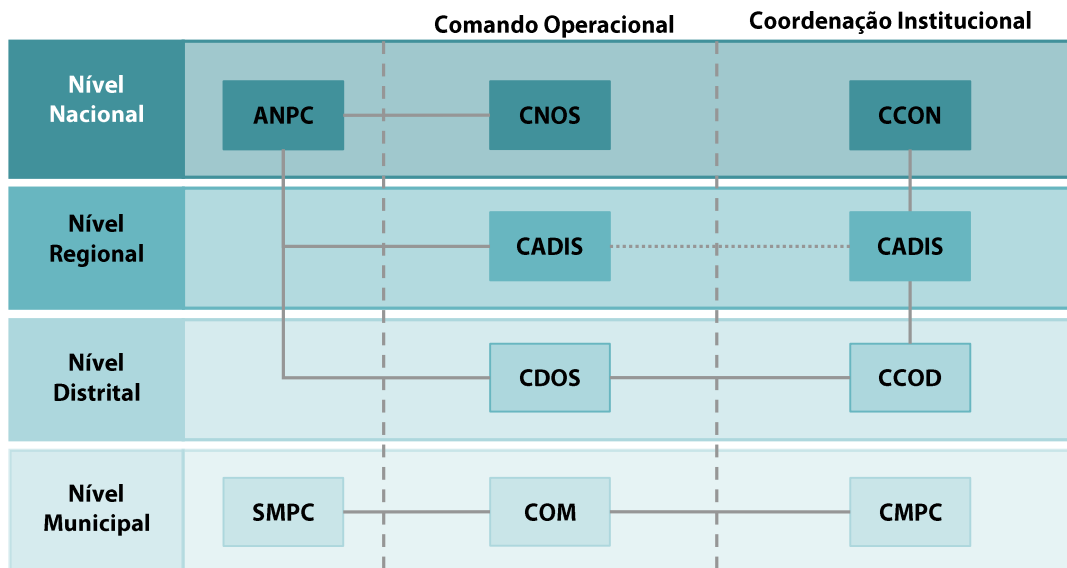 Comando Operacional
Coordenação Institucional
Nível
Nacional
ANPC
CNOS
CCON
Nível
Regional
CADIS
CADIS
Nível
Distrital
CDOS
CCOD
Nível
Municipal
SMPC
COM
CMPC